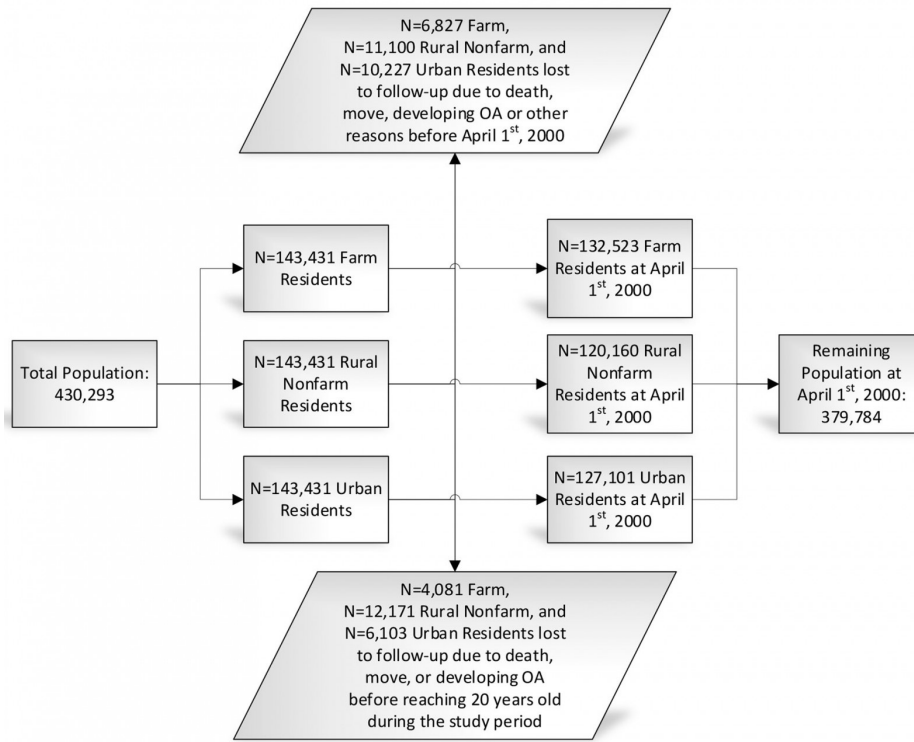 N=6,827 Farm,
N=11,100 Rural Nonfarm, and
N=10,227 Urban Residents lost
to follow-up due to death,
move, developing OA or other
reasons before April 1st, 2000
Total Population:
430,293
N=143,431 Farm
Residents
N=143,431 Rural
Nonfarm
Residents
N=143,431 Urban
Residents
N=132,523 Farm
Residents at April
1st, 2000
N=120,160 Rural
Nonfarm
Residents at April
1st, 2000
N=127,101 Urban
Residents at April
1st, 2000
Remaining
Population at
April 1st, 2000:
379,784
N=4,081 Farm,
N=12,171 Rural Nonfarm, and
N=6,103 Urban Residents lost
to follow-up due to death,
move, or developing OA
before reaching 20 years old
during the study period